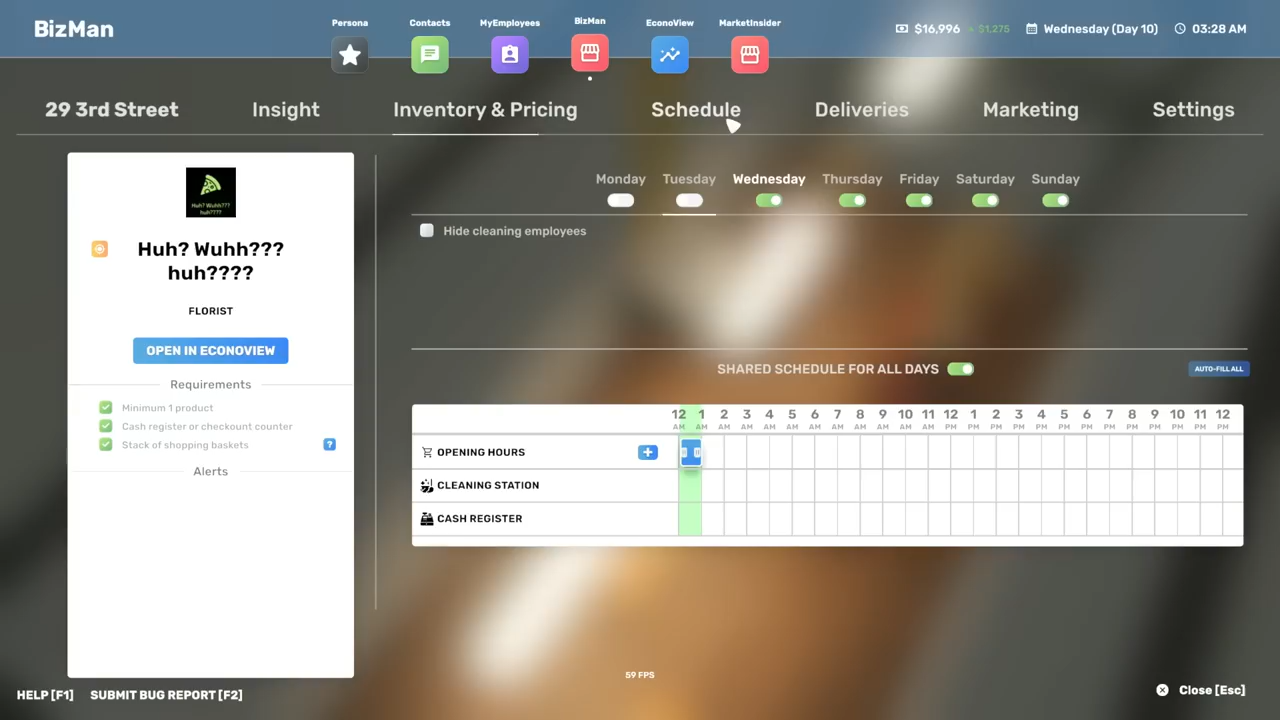 BizMan
Persona
Contacts
MyEmployees
BizMan
EconoView
MarketInsider
$16,996
$1,275
Wednesday (Day 10)
03:28 AM
29 3rd Street
Insight
Inventory & Pricing
Schedule
Deliveries
Marketing
Settings
Huh? Wuhh???
huh????
Huh? Wuhh???
huh????
FLORIST
OPEN IN ECONOVIEW
Requirements
Minimum 1 product
Cash register or checkount counter
Stack of shopping baskets
?
Alerts
Monday
Tuesday
Wednesday
Thursday
Friday
Saturday
Sunday
Hide cleaning employees
SHARED SCHEDULE FOR ALL DAYS
AUTO-FILL ALL
12 1 2 3 4 5 6 7 8 9 10 11 12 1 2 3 4 5 6 7 8 9 10 11 12
AM AM AM AM AM AM AM AM AM AM AM AM PM PM PM PM PM PM PM PM PM PM PM PM PM
OPENING HOURS
CLEANING STATION
CASH REGISTER
59 FPS
HELP [F1]
SUBMIT BUG REPORT [F2]
Close [Esc]